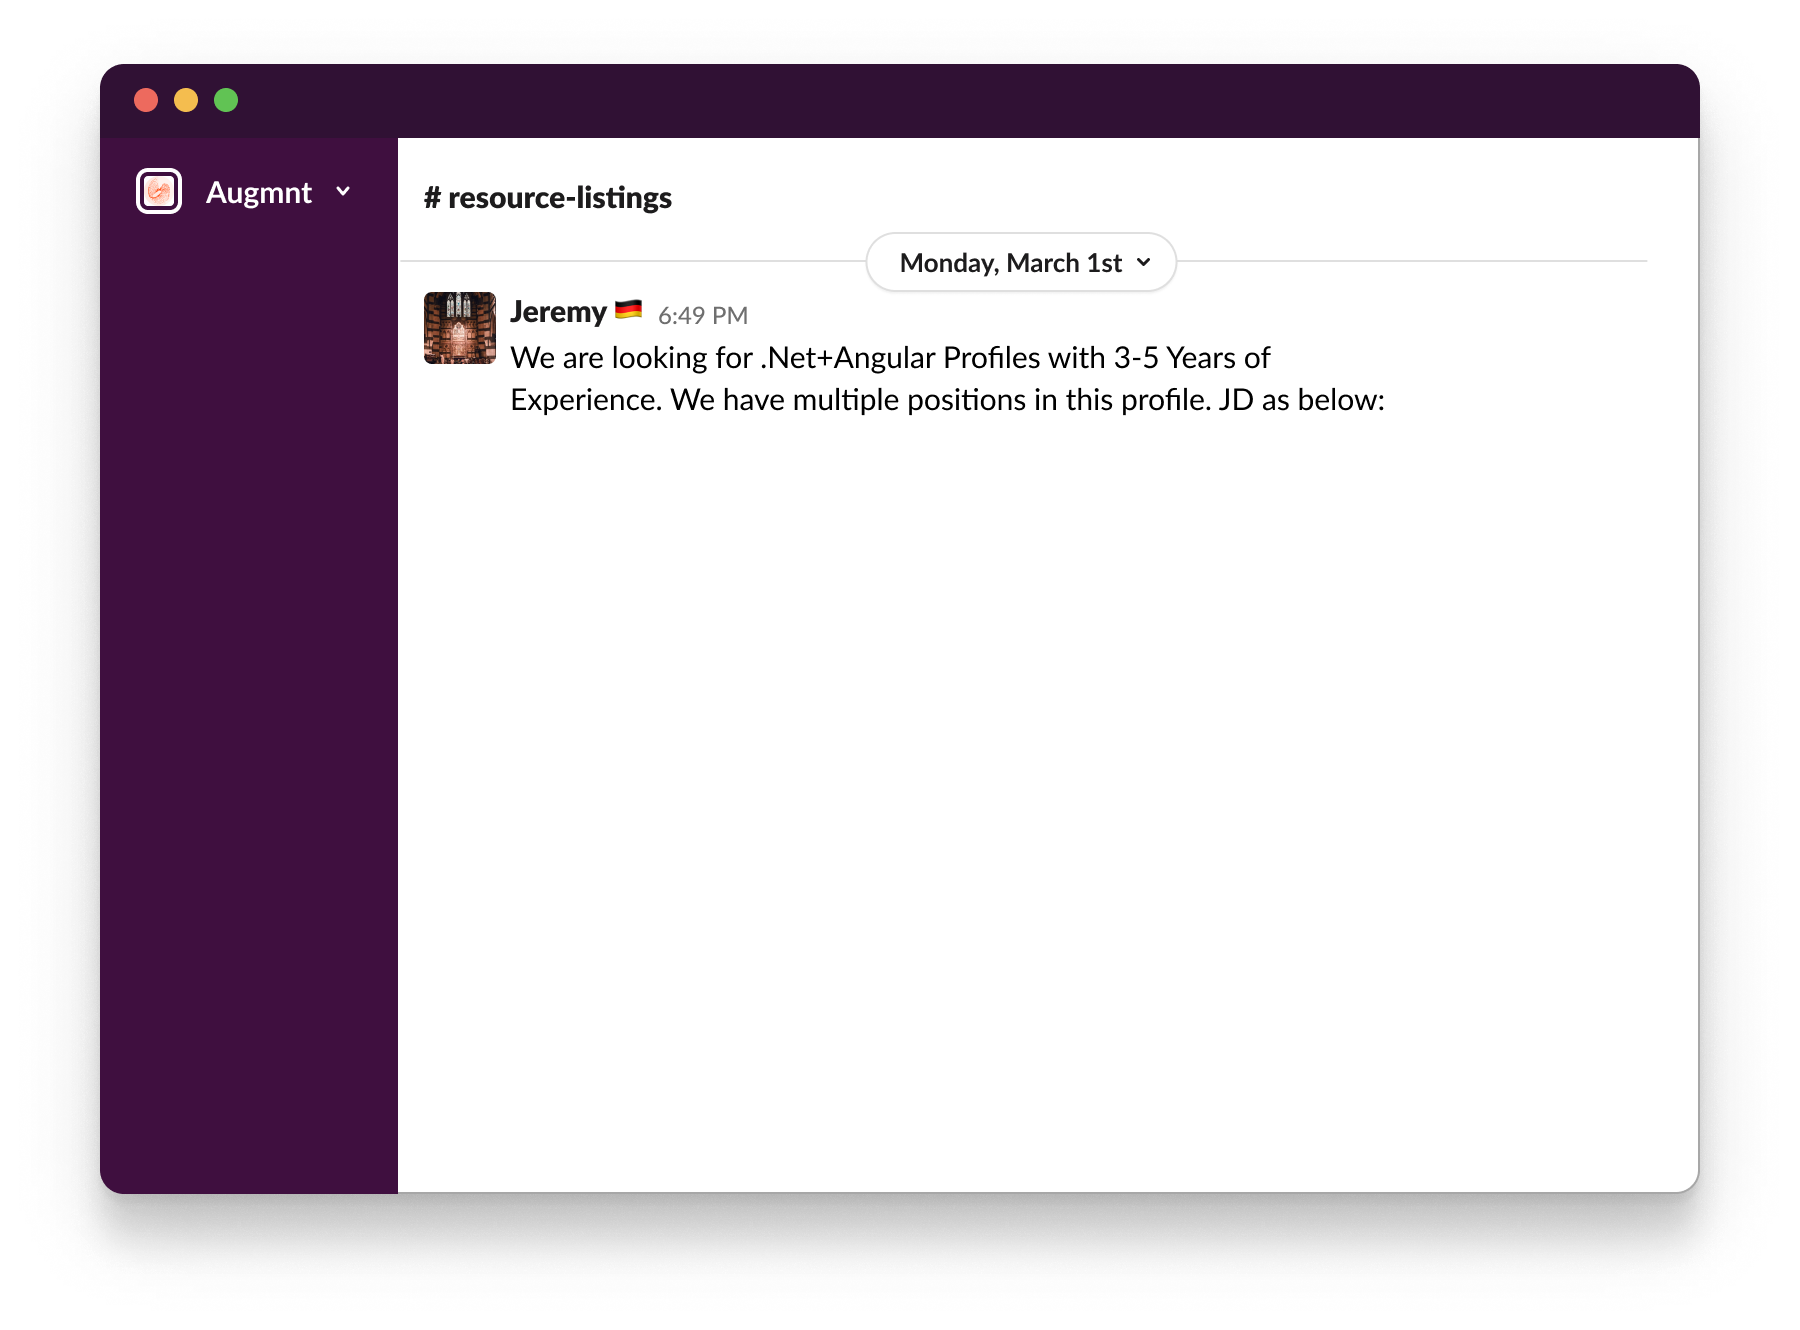 Augmnt
# resource-listings
Monday, March 1st
Jeremy 🇩🇪 6:49 PM
We are looking for .Net+Angular Profiles with 3-5 Years of
Experience. We have multiple positions in this profile. JD as below: